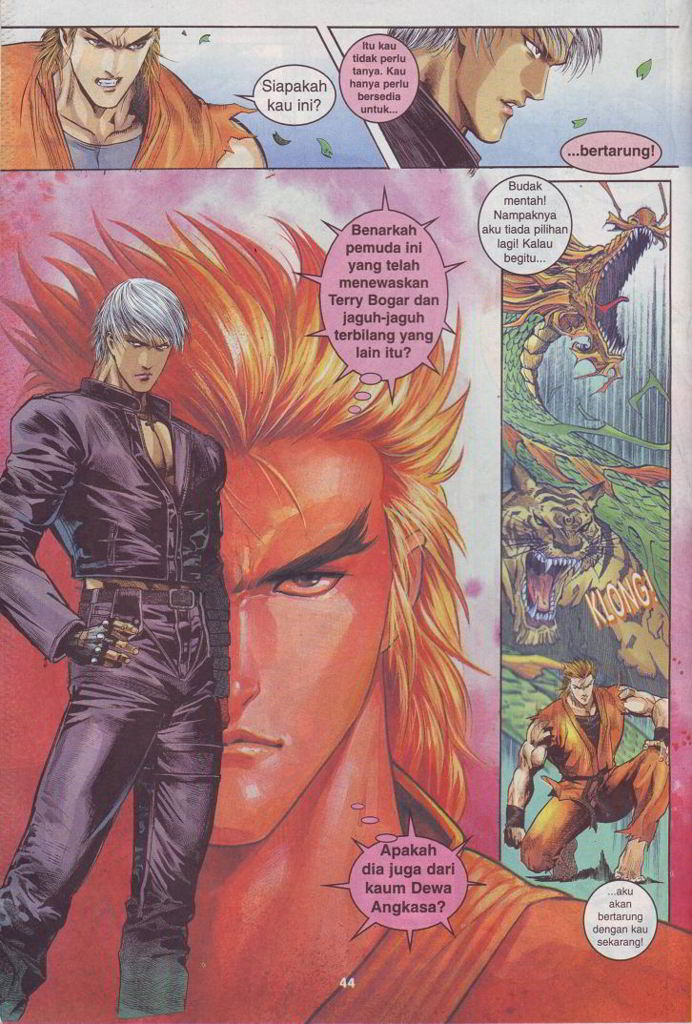 Siapakah
kau ini?
Itu kau
tidak perlu
tanya. Kau
hanya perlu
bersedia
untuk...
...bertarung!
Benarkah
pemuda ini
yang telah
menewaskan
Terry Bogar dan
jaguh-jaguh
terbilang yang
lain itu?
Budak
mentah!
Nampaknya
aku tiada pilihan
lagi! Kalau
begitu...
KLONG!
Apakah
dia juga dari
kaum Dewa
Angkasa?
...aku
akan
bertarung
dengan kau
sekarang!
44